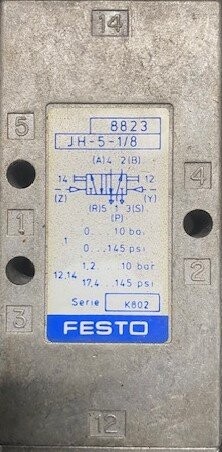 14
5
8823
JH-5-1/8
(A)4 2(B)
14 12
(Z) (Y)
(R)5 1 3(S)
(P)
1
4
1 0... 10 bar
0...145 psi
2
12,14 1,2.. 10 bar
17,4...145 psi
3
Serie K802
FESTO
12